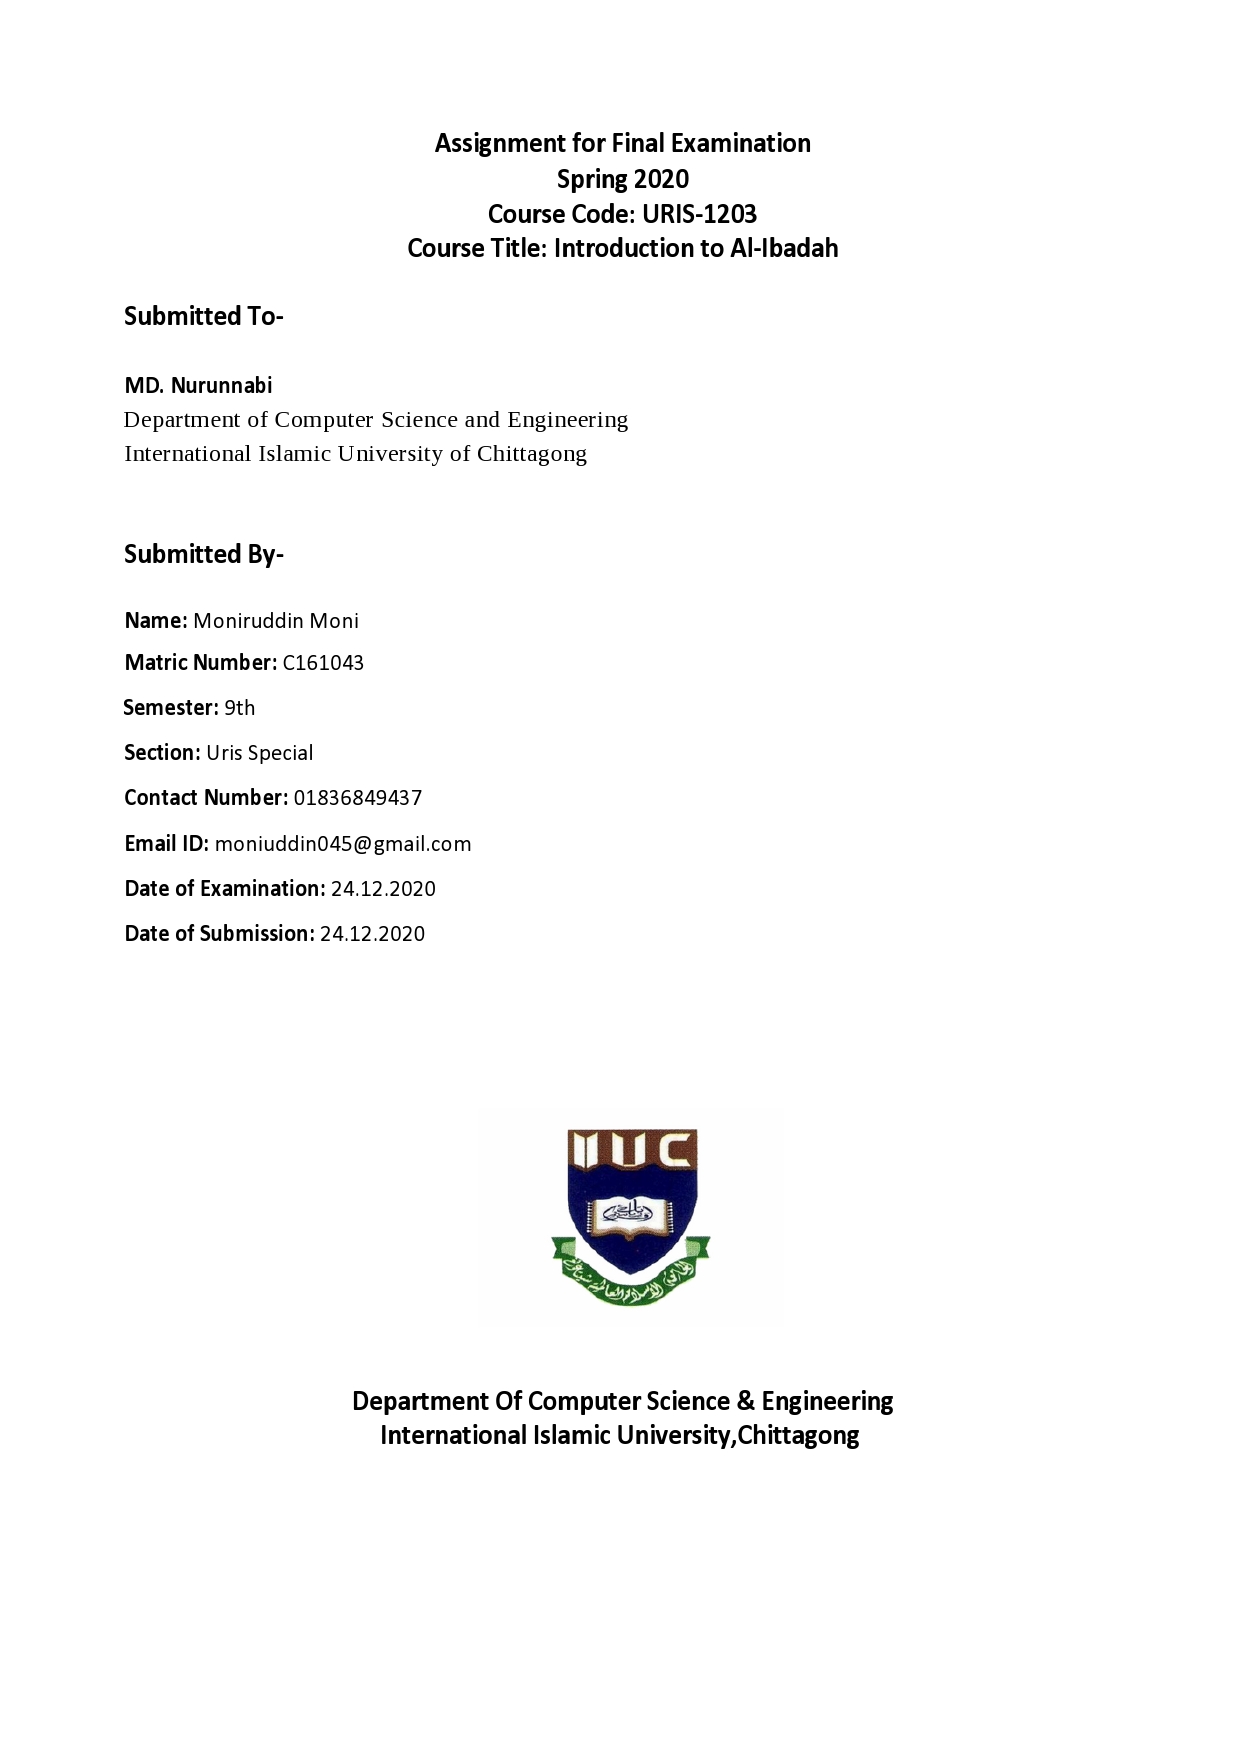 Assignment for Final Examination
Spring 2020
Course Code: URIS-1203
Course Title: Introduction to Al-Ibadah
Submitted To-
MD. Nurunnabi
Department of Computer Science and Engineering
International Islamic University of Chittagong
Submitted By-
Name: Moniruddin Moni
Matric Number: C161043
Semester: 9th
Section: Uris Special
Contact Number: 01836849437
Email ID: moniuddin045@gmail.com
Date of Examination: 24.12.2020
Date of Submission: 24.12.2020
IIUC
Department Of Computer Science & Engineering
International Islamic University,Chittagong